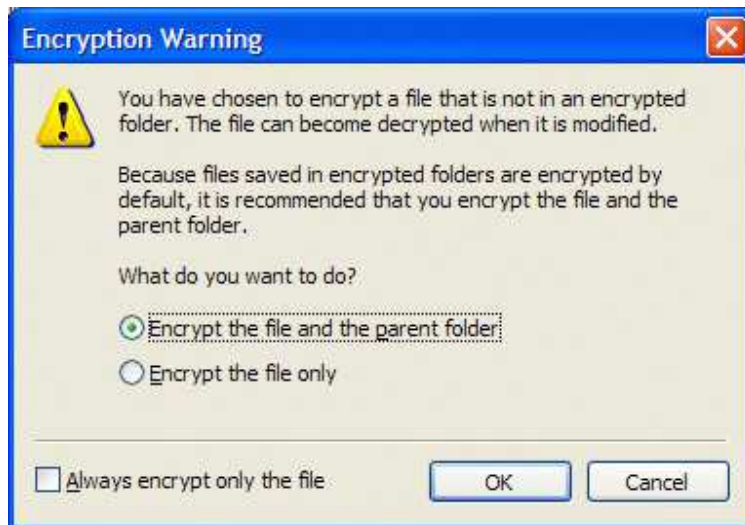 Encryption Warning
You have chosen to encrypt a file that is not in an encrypted
folder. The file can become decrypted when it is modified.
Because files saved in encrypted folders are encrypted by
default, it is recommended that you encrypt the file and the
parent folder.
What do you want to do?
Encrypt the file and the parent folder
Encrypt the file only
Always encrypt only the file
OK
Cancel